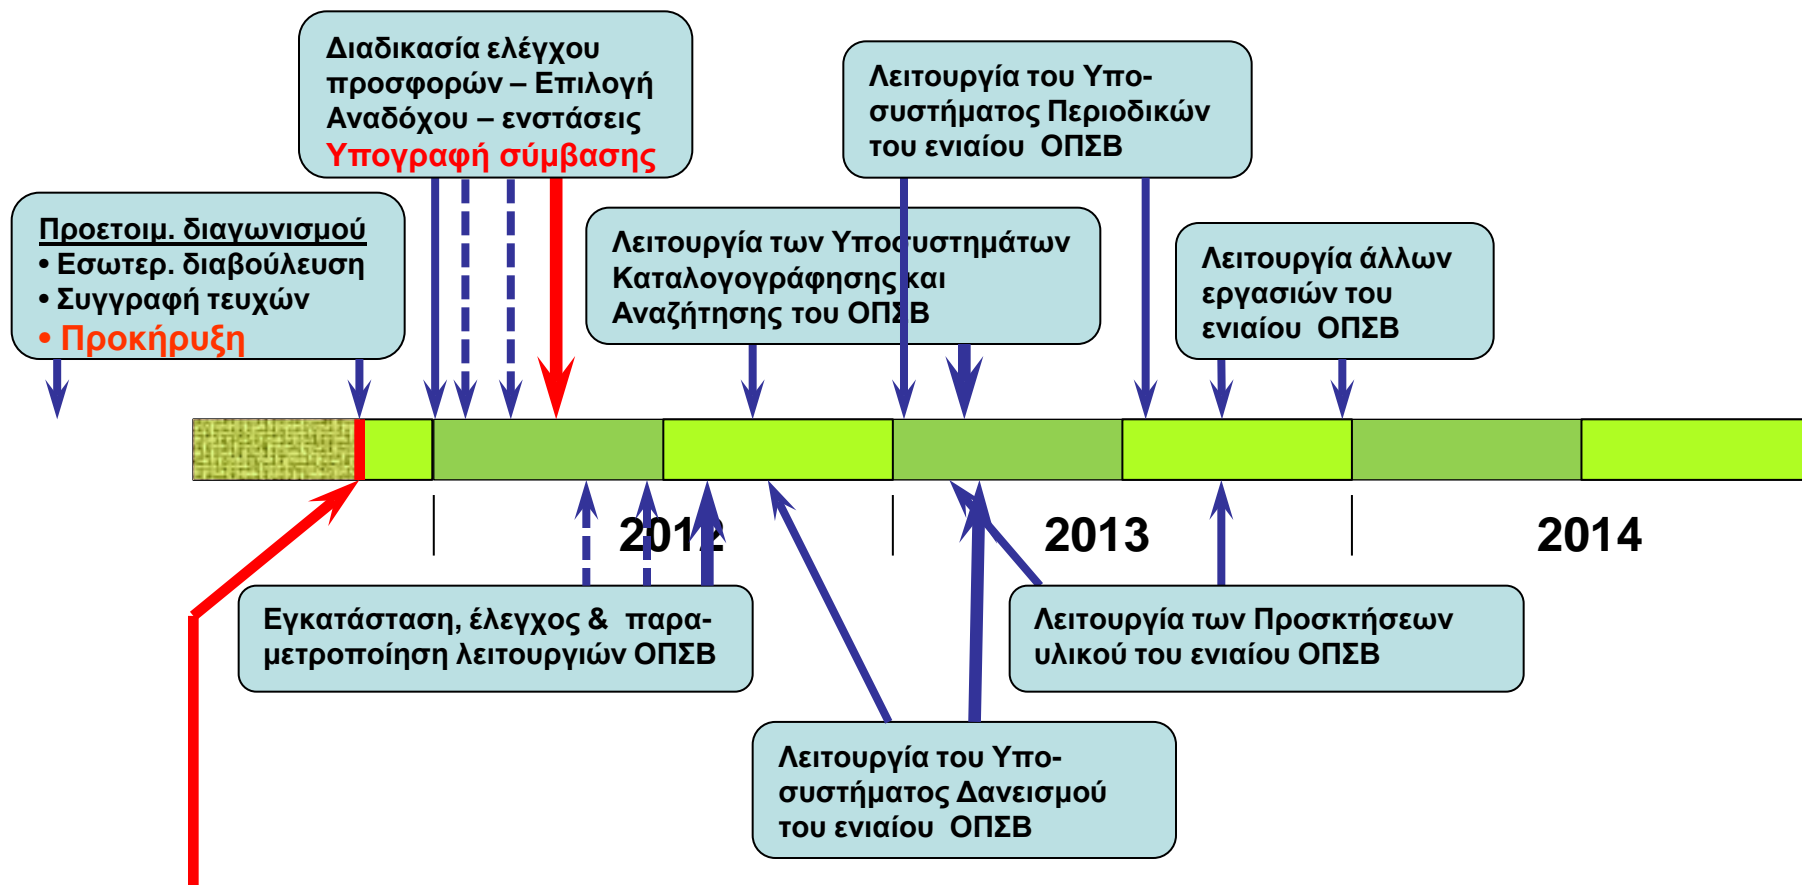 Διαδικασία ελέγχου
προσφορών – Επιλογή
Αναδόχου – ενστάσεις
Υπογραφή σύμβασης
Λειτουργία του Υπο-
συστήματος Περιοδικών
του ενιαίου ΟΠΣΒ
Προετοιμ. διαγωνισμού
• Εσωτερ. διαβούλευση
• Συγγραφή τευχών
• Προκήρυξη
Λειτουργία των Υποσυστημάτων
Καταλογογράφησης και
Αναζήτησης του ΟΠΣΒ
Λειτουργία άλλων
εργασιών του
ενιαίου ΟΠΣΒ
2012
2013
2014
Εγκατάσταση, έλεγχος & παρα-
μετροποίηση λειτουργιών ΟΠΣΒ
Λειτουργία των Προσκτήσεων
υλικού του ενιαίου ΟΠΣΒ
Λειτουργία του Υπο-
συστήματος Δανεισμού
του ενιαίου ΟΠΣΒ